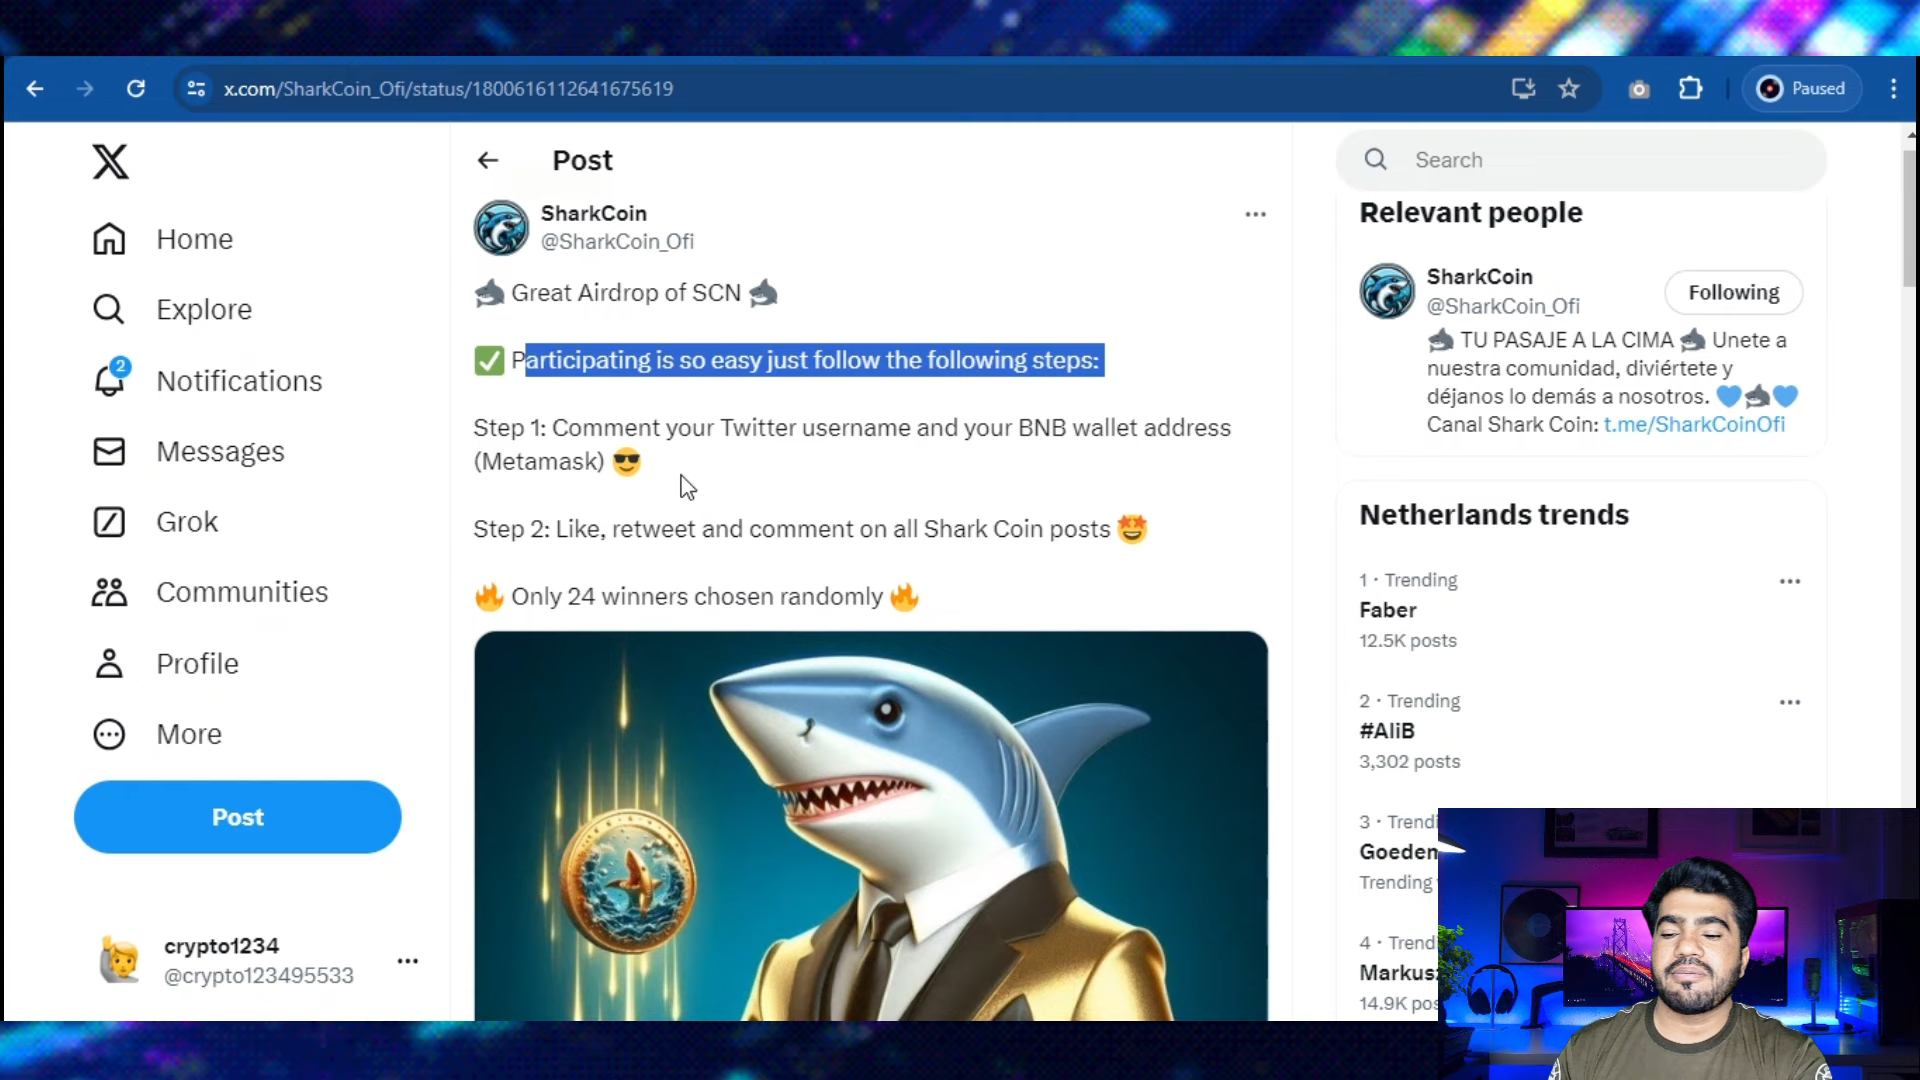 x.com/SharkCoin_Ofi/status/1800616112641675619
Paused
Home
Explore
2
Notifications
Messages
Grok
Communities
Profile
More
Post
crypto1234
@crypto123495533
Post
SharkCoin
@SharkCoin_Ofi
Great Airdrop of SCN
Participating is so easy just follow the following steps:
Step 1: Comment your Twitter username and your BNB wallet address
(Metamask)
Step 2: Like, retweet and comment on all Shark Coin posts
Only 24 winners chosen randomly
Search
Relevant people
SharkCoin
@SharkCoin_Ofi
Following
TU PASAJE A LA CIMA Unete a
nuestra comunidad, diviértete y
déjanos lo demás a nosotros.
Canal Shark Coin: t.me/SharkCoinOfi
Netherlands trends
1 · Trending
Faber
12.5K posts
2 · Trending
#AliB
3,302 posts
3 · Trendi
Goeden
Trending
4 · Trend
Markus
14.9K pos